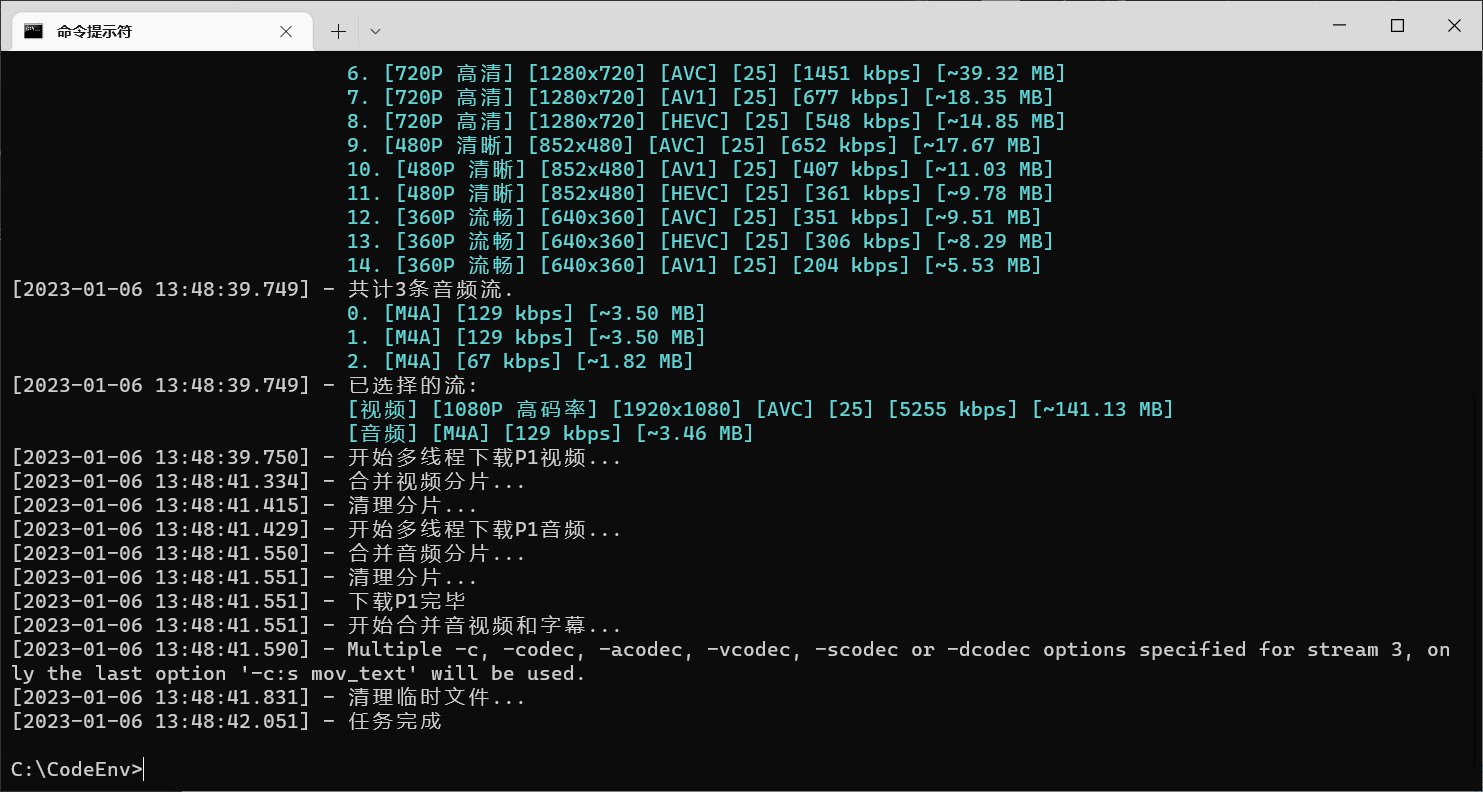 命令提示符
6. [720P 高清] [1280x720] [AVC] [25] [1451 kbps] [~39.32 MB]
7. [720P 高清] [1280x720] [AV1] [25] [677 kbps] [~18.35 MB]
8. [720P 高清] [1280x720] [HEVC] [25] [548 kbps] [~14.85 MB]
9. [480P 清晰] [852x480] [AVC] [25] [652 kbps] [~17.67 MB]
10. [480P 清晰] [852x480] [AV1] [25] [407 kbps] [~11.03 MB]
11. [480P 清晰] [852x480] [HEVC] [25] [361 kbps] [~9.78 MB]
12. [360P 流畅] [640x360] [AVC] [25] [351 kbps] [~9.51 MB]
13. [360P 流畅] [640x360] [HEVC] [25] [306 kbps] [~8.29 MB]
14. [360P 流畅] [640x360] [AV1] [25] [204 kbps] [~5.53 MB]
[2023-01-06 13:48:39.749] - 共计3条音频流.
0. [M4A] [129 kbps] [~3.50 MB]
1. [M4A] [129 kbps] [~3.50 MB]
2. [M4A] [67 kbps] [~1.82 MB]
[2023-01-06 13:48:39.749] - 已选择的流:
[视频] [1080P 高码率] [1920x1080] [AVC] [25] [5255 kbps] [~141.13 MB]
[音频] [M4A] [129 kbps] [~3.46 MB]
[2023-01-06 13:48:39.750] - 开始多线程下载P1视频...
[2023-01-06 13:48:41.334] - 合并视频分片...
[2023-01-06 13:48:41.415] - 清理分片...
[2023-01-06 13:48:41.429] - 开始多线程下载P1音频...
[2023-01-06 13:48:41.550] - 合并音频分片...
[2023-01-06 13:48:41.551] - 清理分片...
[2023-01-06 13:48:41.551] - 下载P1完毕
[2023-01-06 13:48:41.551] - 开始合并音视频和字幕...
[2023-01-06 13:48:41.590] - Multiple -c, -codec, -acodec, -vcodec, -scodec or -dcodec options specified for stream 3, on
ly the last option '-c:s mov_text' will be used.
[2023-01-06 13:48:41.831] - 清理临时文件...
[2023-01-06 13:48:42.051] - 任务完成
C:\CodeEnv>